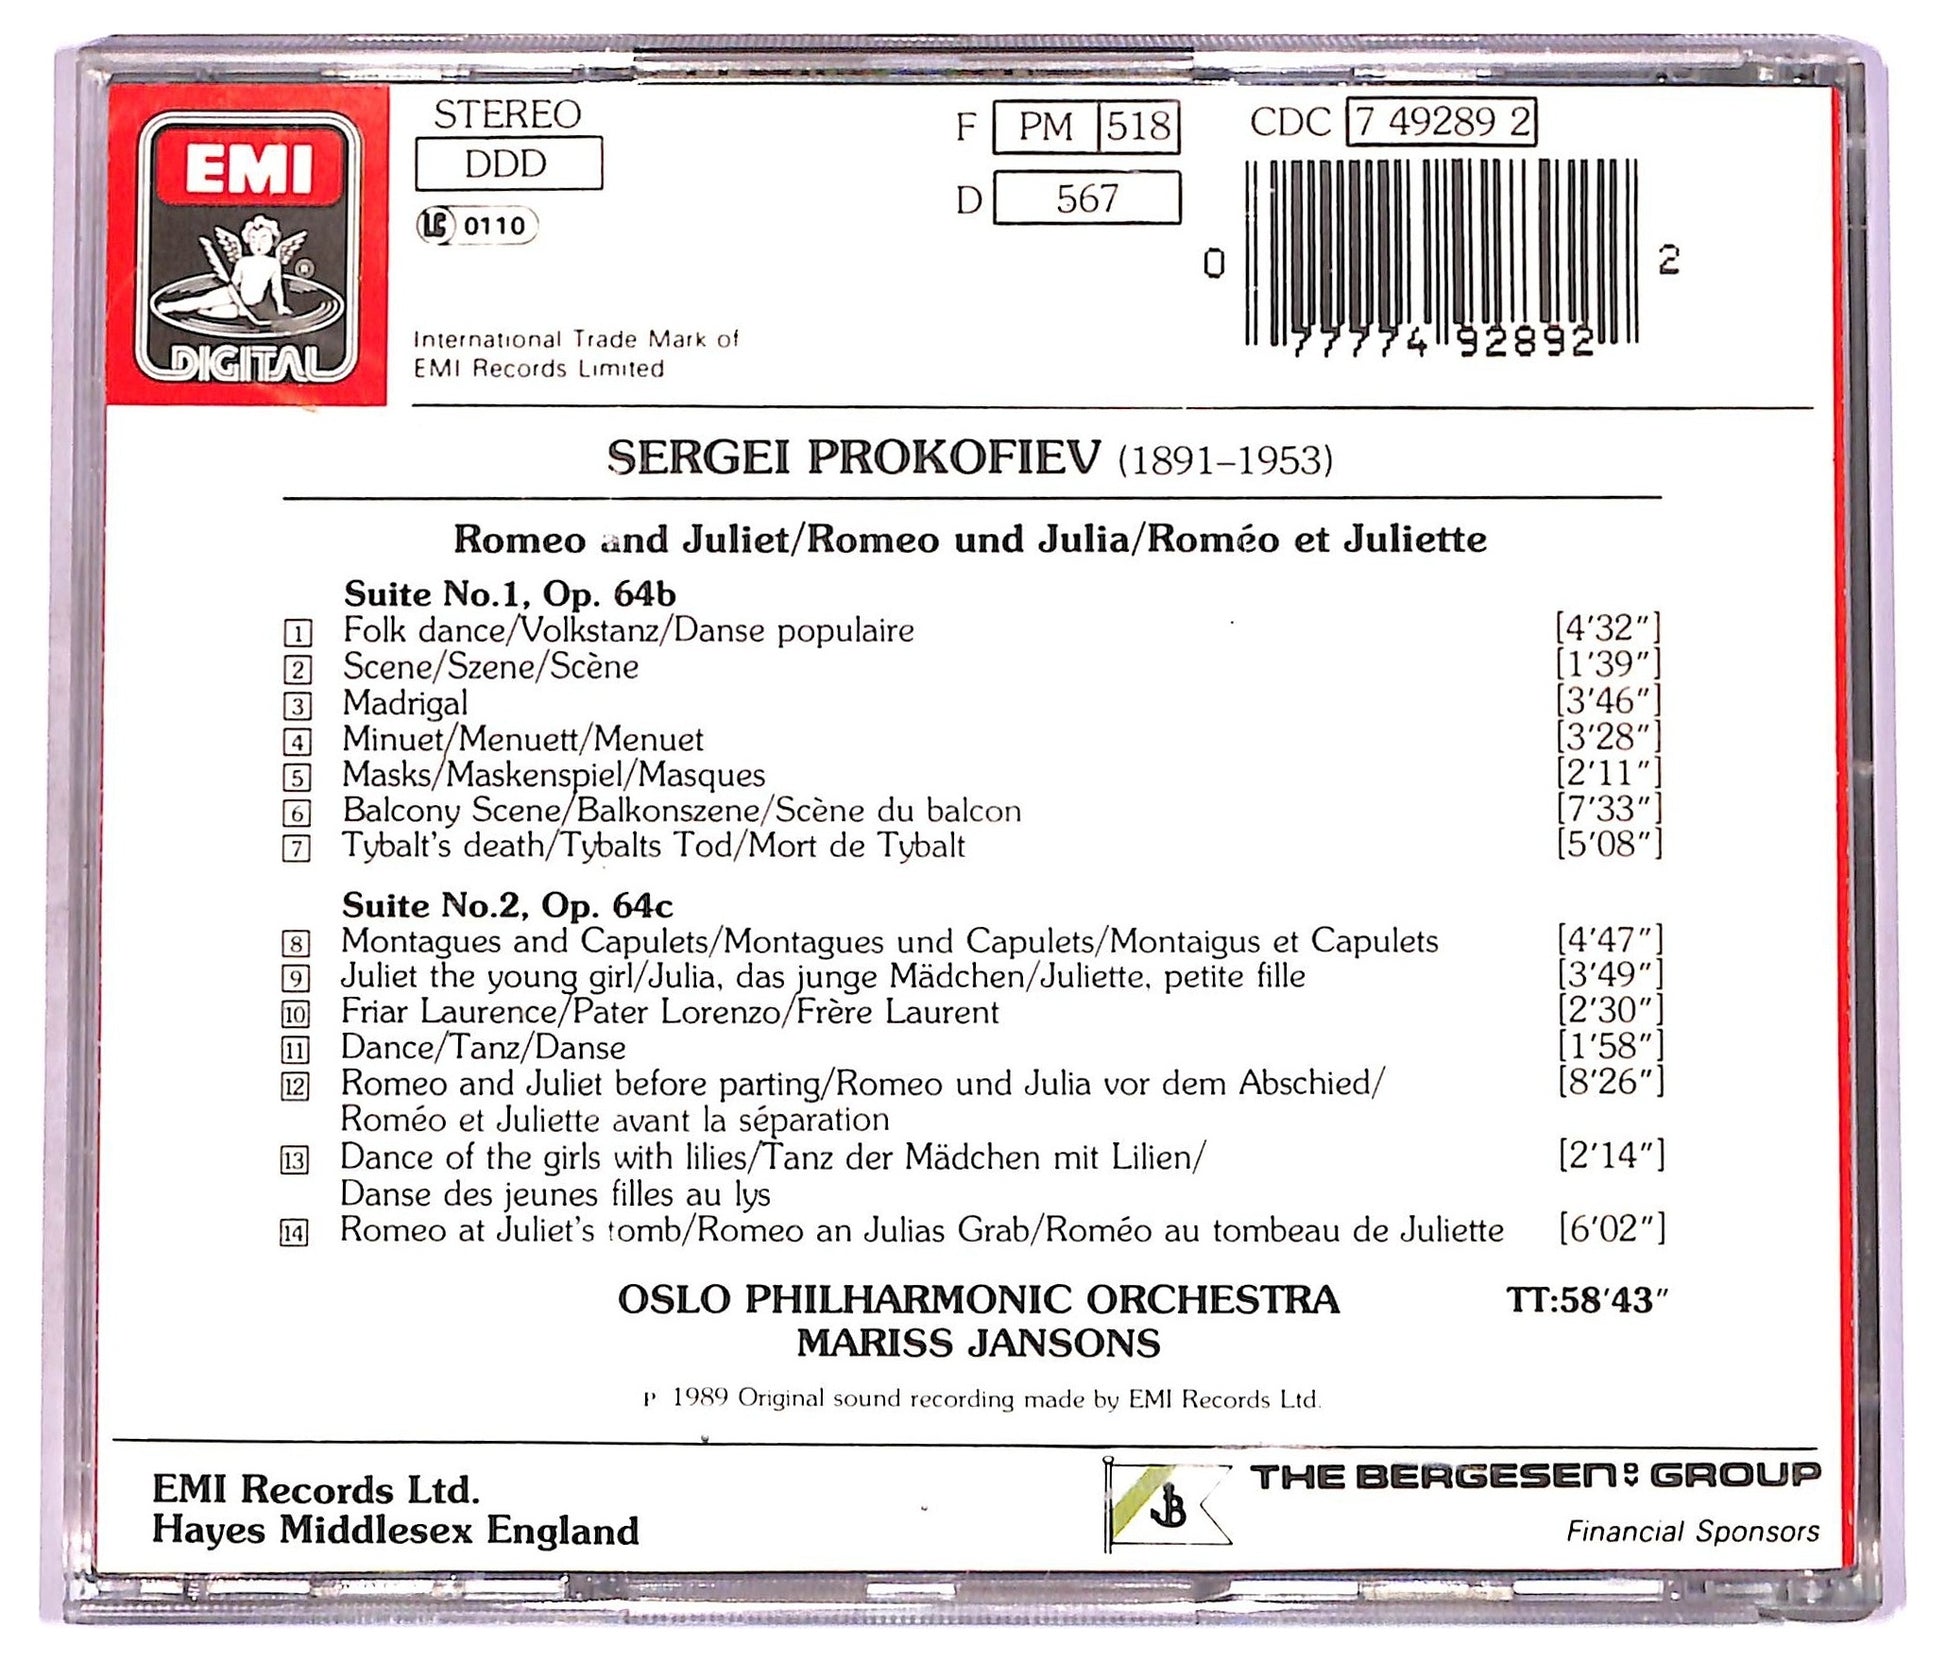 EMI
DIGITAL
®
STEREO
DDD
LC 0110
International Trade Mark of
EMI Records Limited
F PM 518
D 567
CDC 7 49289 2
0 77774 92892 2
SERGEI PROKOFIEV (1891–1953)
Romeo and Juliet/Romeo und Julia/Roméo et Juliette
Suite No.1, Op. 64b
1 Folk dance/Volkstanz/Danse populaire [4'32"]
2 Scene/Szene/Scène [1'39"]
3 Madrigal [3'46"]
4 Minuet/Menuett/Menuet [3'28"]
5 Masks/Maskenspiel/Masques [2'11"]
6 Balcony Scene/Balkonszene/Scène du balcon [7'33"]
7 Tybalt's death/Tybalts Tod/Mort de Tybalt [5'08"]
Suite No.2, Op. 64c
8 Montagues and Capulets/Montagues und Capulets/Montaigus et Capulets [4'47"]
9 Juliet the young girl/Julia, das junge Mädchen/Juliette, petite fille [3'49"]
10 Friar Laurence/Pater Lorenzo/Frère Laurent [2'30"]
11 Dance/Tanz/Danse [1'58"]
12 Romeo and Juliet before parting/Romeo und Julia vor dem Abschied/ [8'26"]
Roméo et Juliette avant la séparation
13 Dance of the girls with lilies/Tanz der Mädchen mit Lilien/ [2'14"]
Danse des jeunes filles au lys
14 Romeo at Juliet's tomb/Romeo an Julias Grab/Roméo au tombeau de Juliette [6'02"]
OSLO PHILHARMONIC ORCHESTRA TT:58'43"
MARISS JANSONS
P 1989 Original sound recording made by EMI Records Ltd.
EMI Records Ltd.
Hayes Middlesex England
JB
THE BERGESEN d.y. GROUP
Financial Sponsors